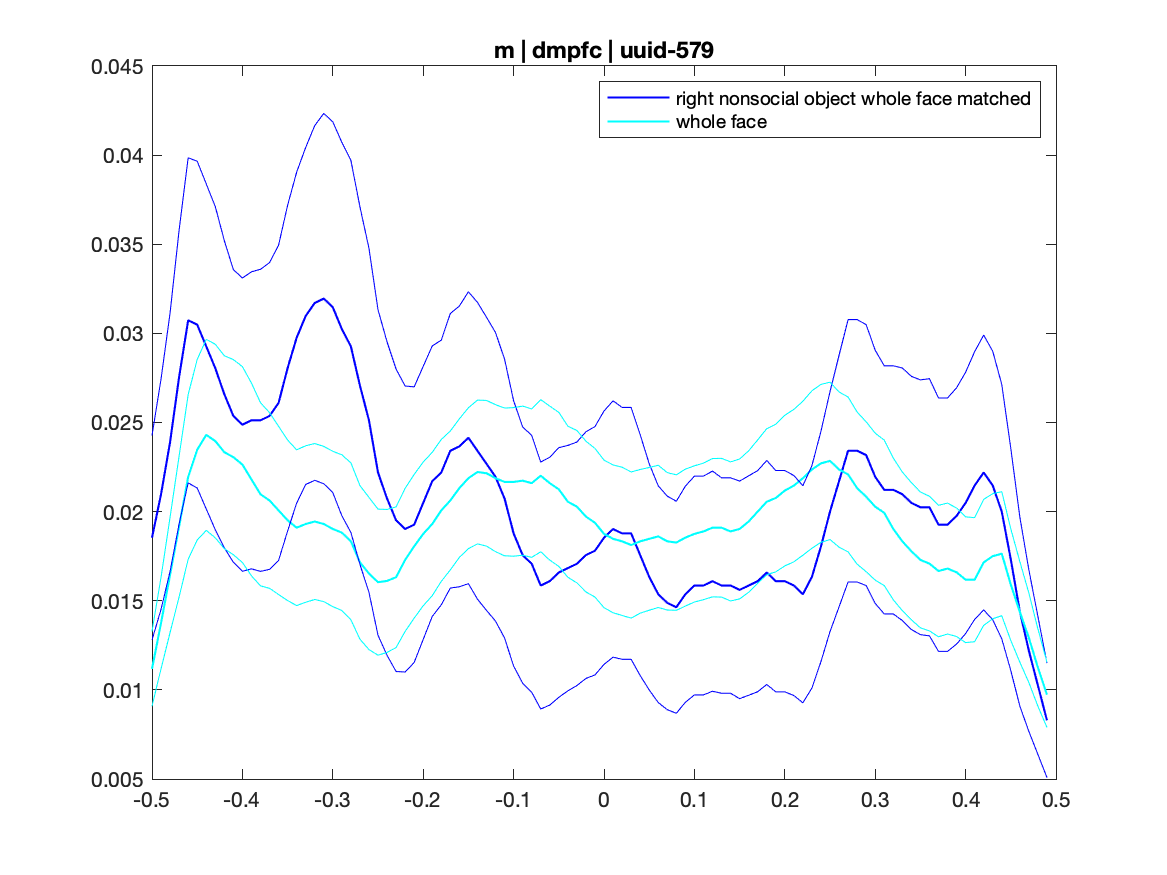 m | dmpfc | uuid-579
right nonsocial object whole face matched
whole face
0.045
0.04
0.035
0.03
0.025
0.02
0.015
0.01
0.005
-0.5 -0.4 -0.3 -0.2 -0.1 0 0.1 0.2 0.3 0.4 0.5